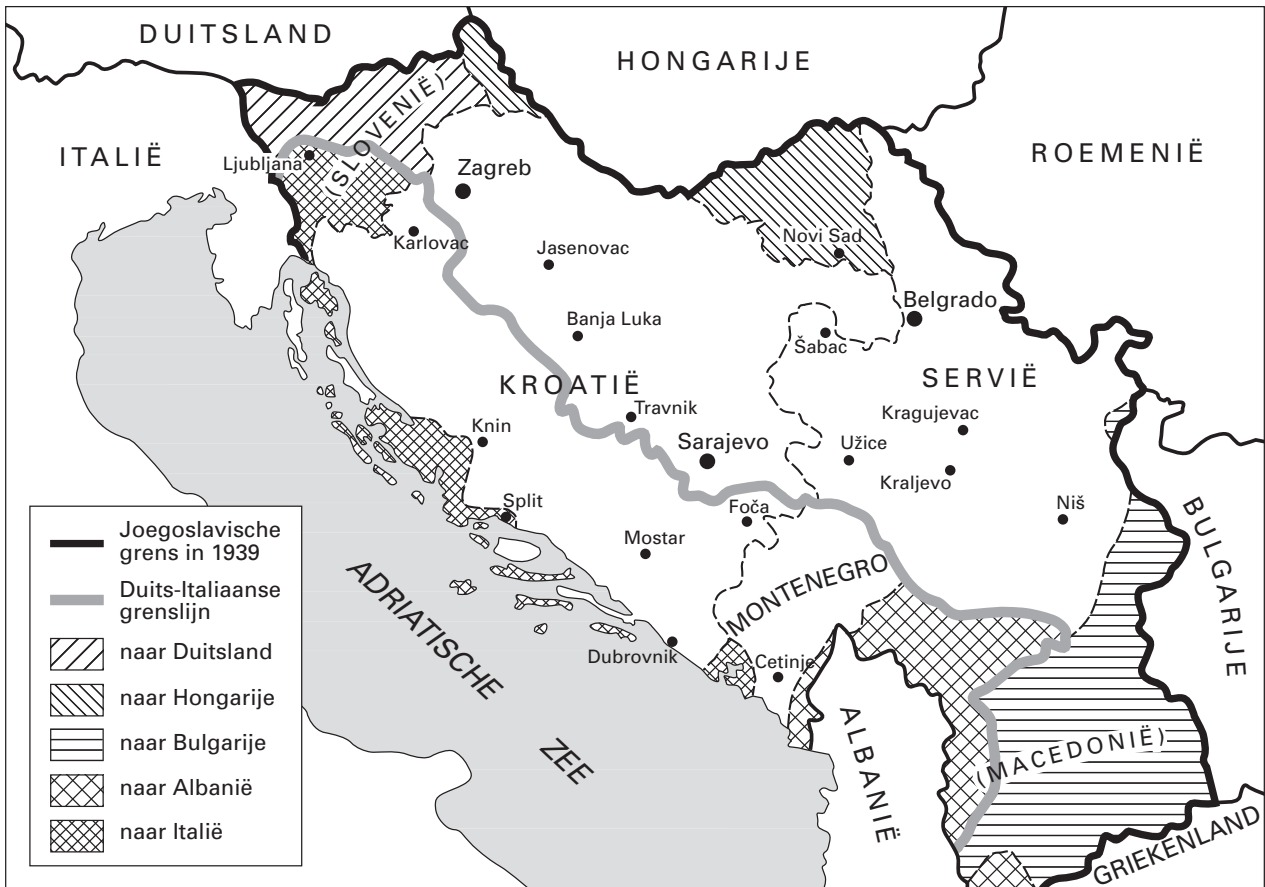 DUITSLAND
HONGARIJE
ITALIË
ROEMENIË
(SLOVENIË)
Ljubljana
Zagreb
Karlovac
Jasenovac
Novi Sad
Banja Luka
Belgrado
Šabac
KROATIË
SERVIË
Travnik
Kragujevac
Knin
Sarajevo
Užice
Kraljevo
Split
Foča
Niš
Mostar
BULGARIJE
MONTENEGRO
Dubrovnik
Cetinje
ADRIATISCHE
ZEE
ALBANIË
(MACEDONIË)
GRIEKENLAND
Joegoslavische
grens in 1939
Duits-Italiaanse
grenslijn
naar Duitsland
naar Hongarije
naar Bulgarije
naar Albanië
naar Italië